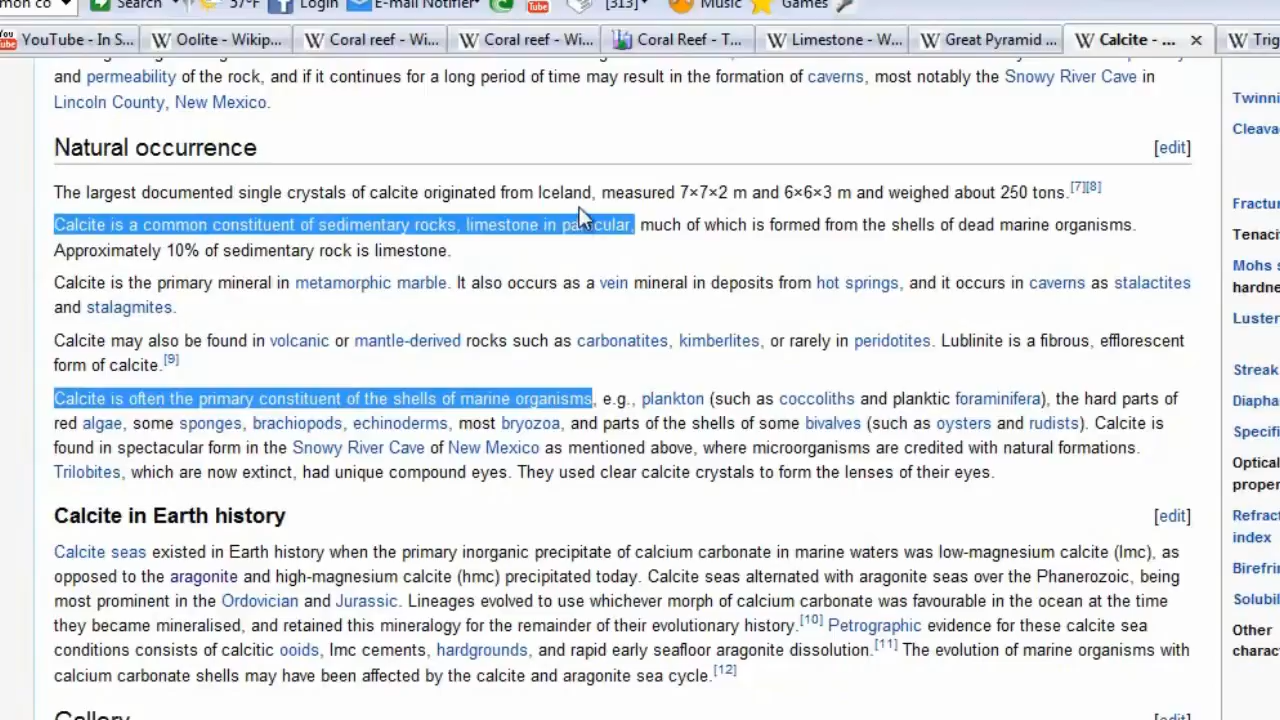 Search
57°F
Login
E-mail Notifier
[313]
Music
Games
YouTube - In S...
Oolite - Wikip...
Coral reef - Wi...
Coral reef - Wi...
Coral Reef - T...
Limestone - W...
Great Pyramid ...
Calcite - ...
and permeability of the rock, and if it continues for a long period of time may result in the formation of caverns, most notably the Snowy River Cave in
Lincoln County, New Mexico.
Natural occurrence [edit]
The largest documented single crystals of calcite originated from Iceland, measured 7×7×2 m and 6×6×3 m and weighed about 250 tons.[7][8]
Calcite is a common constituent of sedimentary rocks, limestone in particular, much of which is formed from the shells of dead marine organisms.
Approximately 10% of sedimentary rock is limestone.
Calcite is the primary mineral in metamorphic marble. It also occurs as a vein mineral in deposits from hot springs, and it occurs in caverns as stalactites
and stalagmites.
Calcite may also be found in volcanic or mantle-derived rocks such as carbonatites, kimberlites, or rarely in peridotites. Lublinite is a fibrous, efflorescent
form of calcite.[9]
Calcite is often the primary constituent of the shells of marine organisms, e.g., plankton (such as coccoliths and planktic foraminifera), the hard parts of
red algae, some sponges, brachiopods, echinoderms, most bryozoa, and parts of the shells of some bivalves (such as oysters and rudists). Calcite is
found in spectacular form in the Snowy River Cave of New Mexico as mentioned above, where microorganisms are credited with natural formations.
Trilobites, which are now extinct, had unique compound eyes. They used clear calcite crystals to form the lenses of their eyes.
Calcite in Earth history [edit]
Calcite seas existed in Earth history when the primary inorganic precipitate of calcium carbonate in marine waters was low-magnesium calcite (lmc), as
opposed to the aragonite and high-magnesium calcite (hmc) precipitated today. Calcite seas alternated with aragonite seas over the Phanerozoic, being
most prominent in the Ordovician and Jurassic. Lineages evolved to use whichever morph of calcium carbonate was favourable in the ocean at the time
they became mineralised, and retained this mineralogy for the remainder of their evolutionary history.[10] Petrographic evidence for these calcite sea
conditions consists of calcitic ooids, lmc cements, hardgrounds, and rapid early seafloor aragonite dissolution.[11] The evolution of marine organisms with
calcium carbonate shells may have been affected by the calcite and aragonite sea cycle.[12]
Gallery
Twinni
Cleava
Fractur
Tenaci
Mohs s
hardne
Luster
Streak
Diapha
Specifi
Optical
proper
Refrac
index
Birefri
Solubil
Other
charac